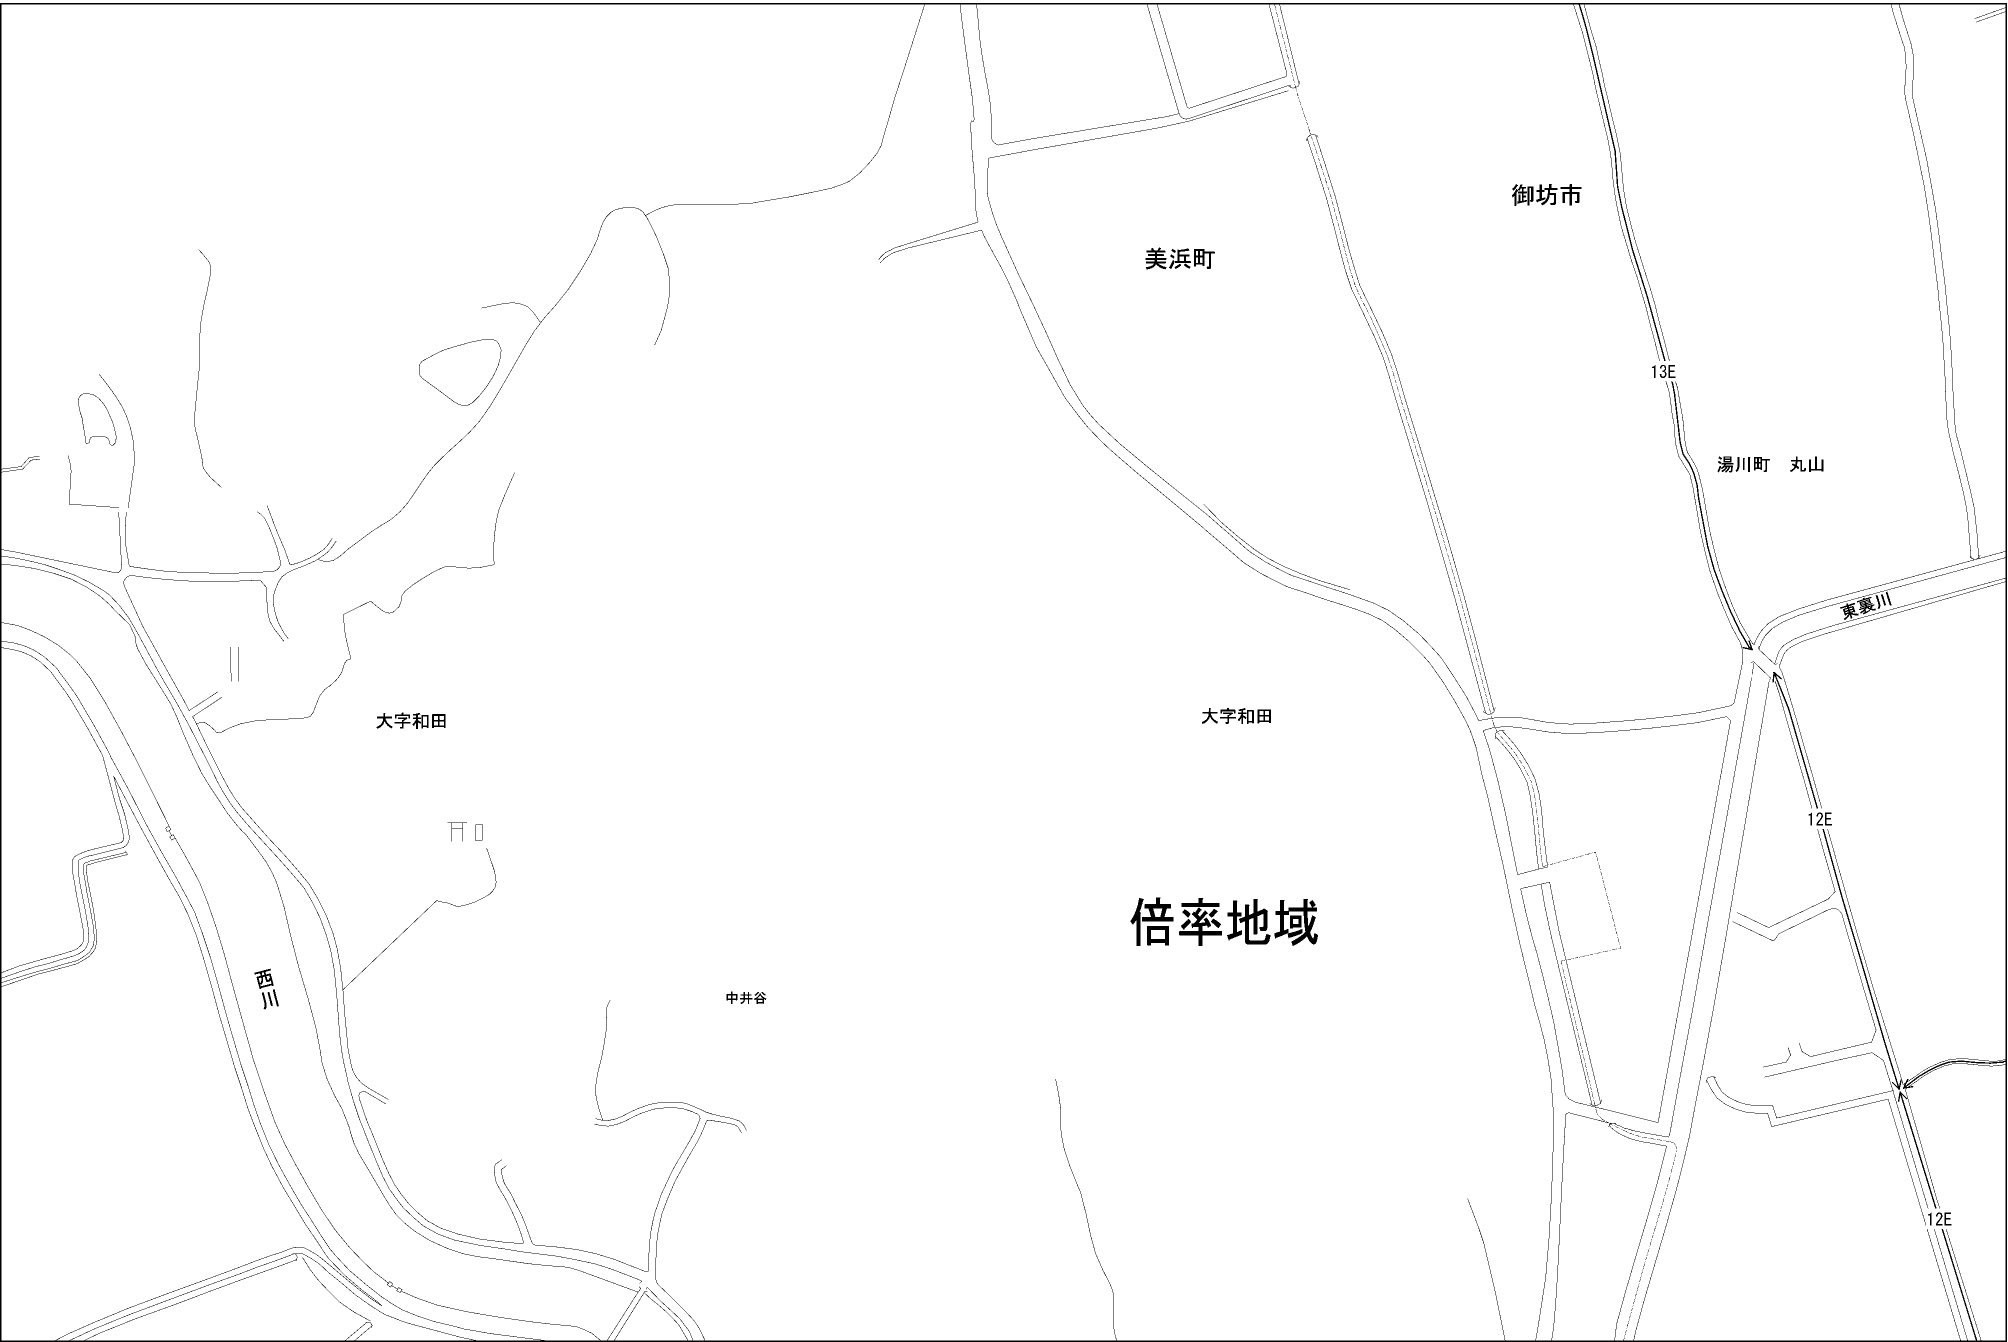 御坊市
美浜町
13E
湯川町　丸山
東裏川
大字和田
大字和田
12E
倍率地域
西川
中井谷
12E